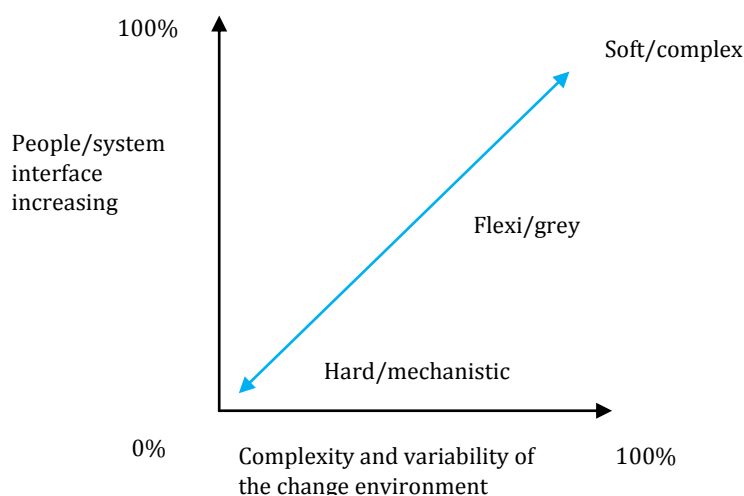 100%
Soft/complex
People/system
interface
increasing
Flexi/grey
Hard/mechanistic
0%
Complexity and variability of
the change environment
100%